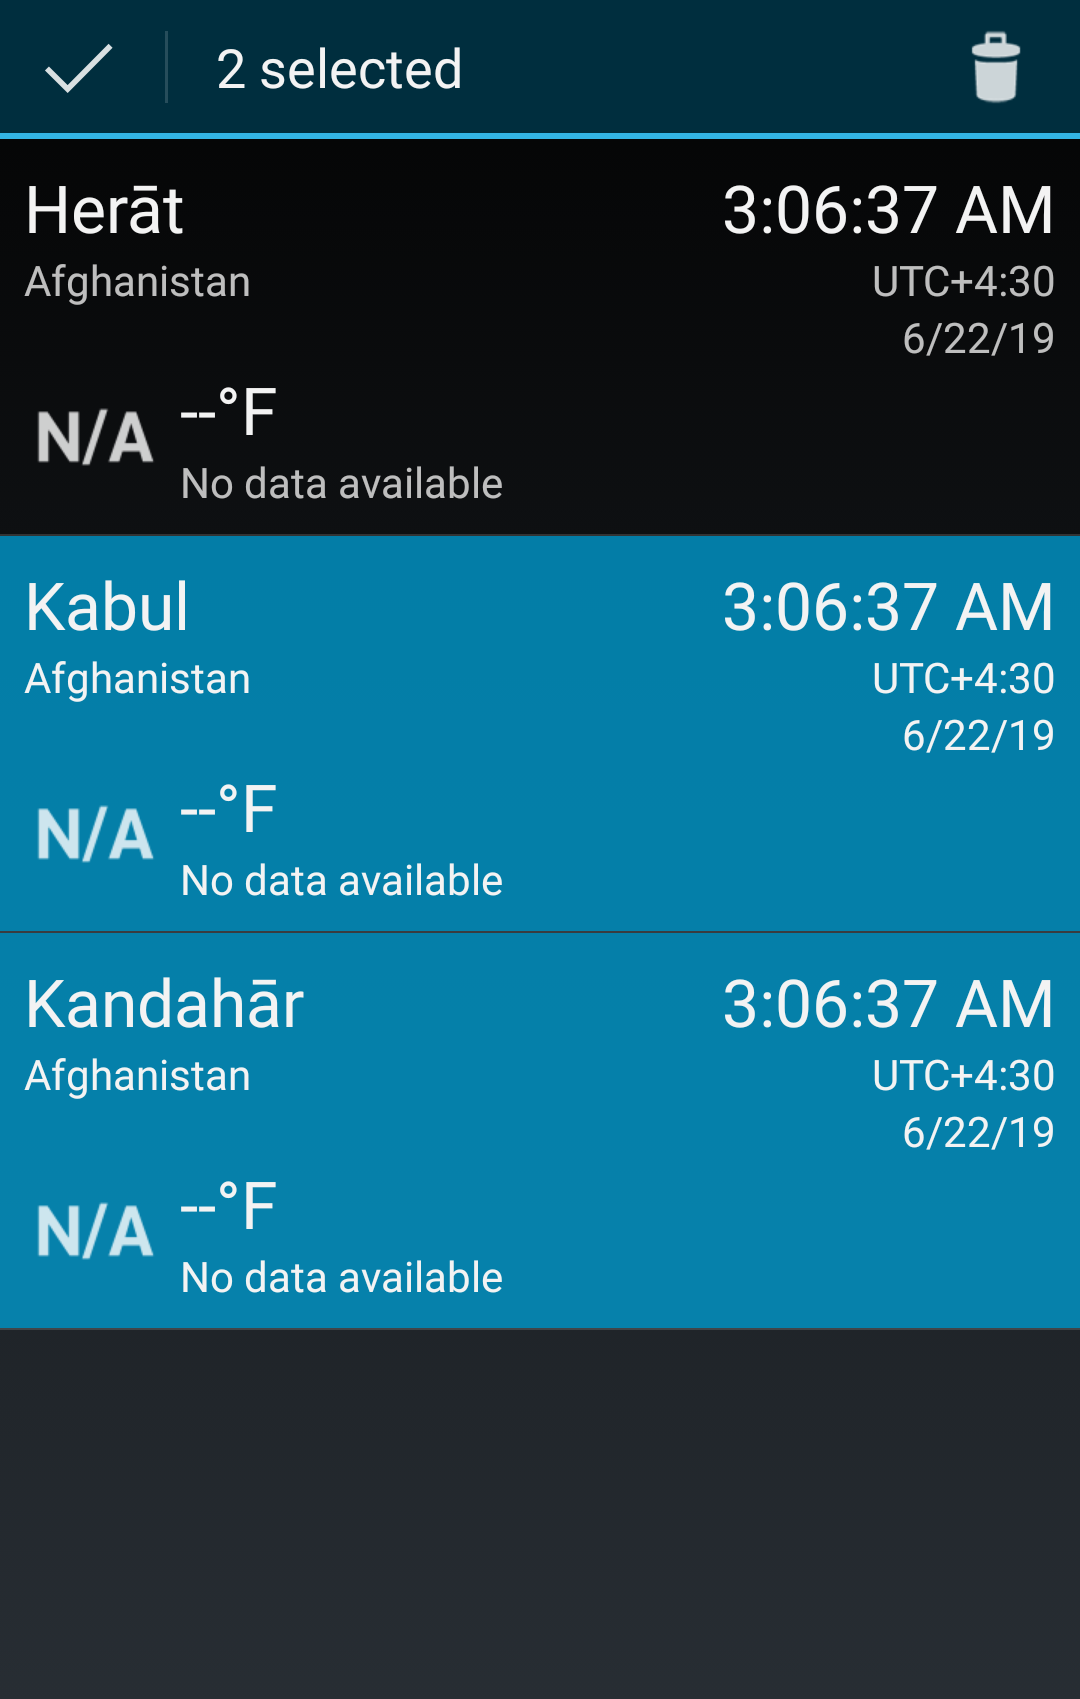 2 selected
Herāt 3:06:37 AM
Afghanistan UTC+4:30
6/22/19
N/A --°F
No data available
Kabul 3:06:37 AM
Afghanistan UTC+4:30
6/22/19
N/A --°F
No data available
Kandahār 3:06:37 AM
Afghanistan UTC+4:30
6/22/19
N/A --°F
No data available